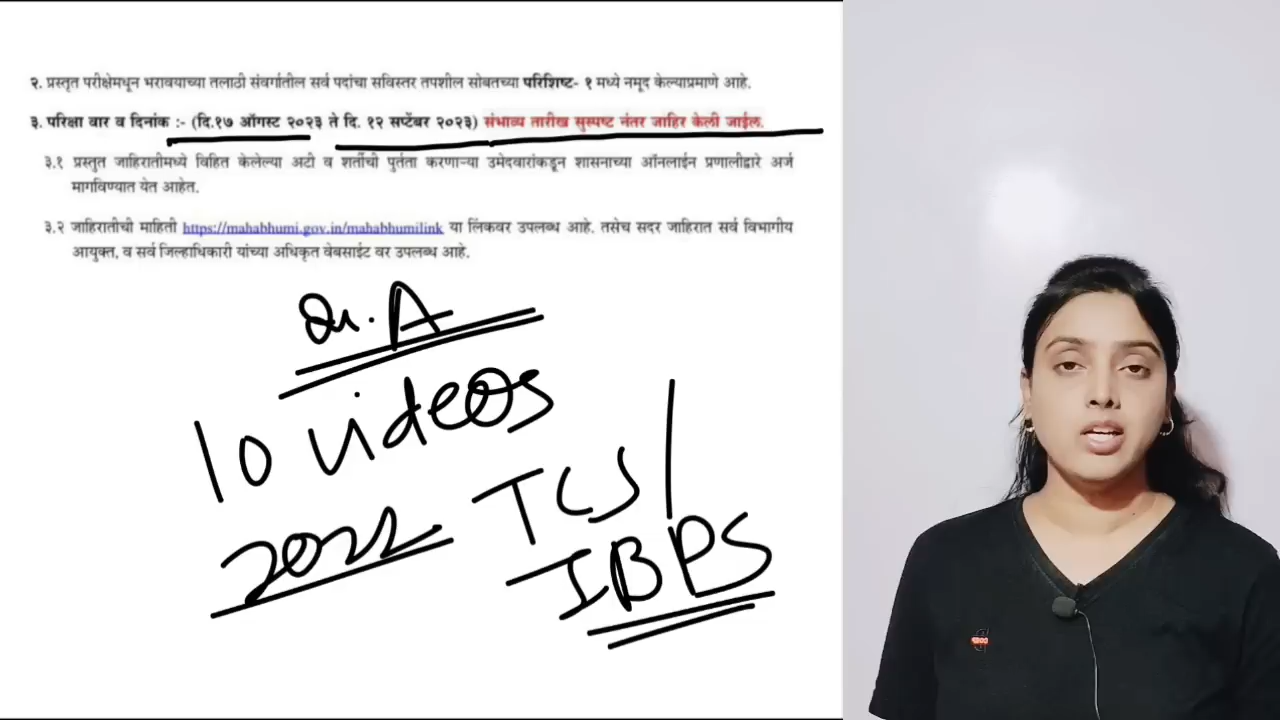 २. प्रस्तुत परीक्षेमधून भरावयाच्या तलाठी संवर्गातील सर्व पदांचा सविस्तर तपशील सोबतच्या परिशिष्ट- १ मध्ये नमूद केल्याप्रमाणे आहे.
३. परिक्षा वार व दिनांक :- (दि.१७ ऑगस्ट २०२३ ते दि. १२ सप्टेंबर २०२३) संभाव्य तारीख सुस्पष्ट नंतर जाहिर केली जाईल.
३.१ प्रस्तुत जाहिरातीमध्ये विहित केलेल्या अटी व शर्तीची पुर्तता करणाऱ्या उमेदवारांकडून शासनाच्या ऑनलाईन प्रणालीद्वारे अर्ज
मागविण्यात येत आहेत.
३.२ जाहिरातीची माहिती https://mahabhumi.gov.in/mahabhumilink या लिंकवर उपलब्ध आहे. तसेच सदर जाहिरात सर्व विभागीय
आयुक्त, व सर्व जिल्हाधिकारी यांच्या अधिकृत वेबसाईट वर उपलब्ध आहे.
A
10 videos
2022 TCS/
IBPS